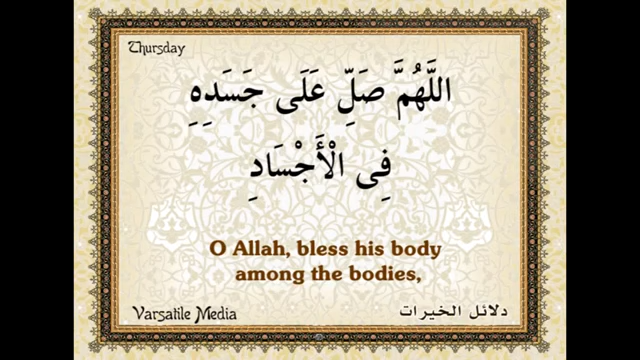 Thursday
اللَّهُمَّ صَلِّ عَلَى جَسَدِهِ
فِى الْأَجْسَادِ
O Allah, bless his body
among the bodies,
Varsatile Media
دلائل الخيرات